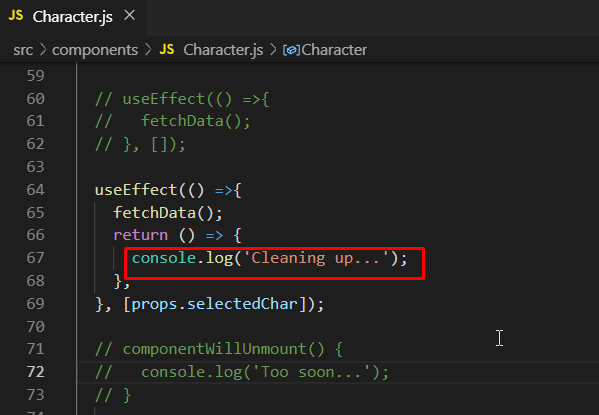 JS Character.js ×
src > components > JS Character.js > Character
59
60 // useEffect(() =>{
61 //   fetchData();
62 // }, []);
63
64 useEffect(() =>{
65   fetchData();
66   return () => {
67     console.log('Cleaning up...');
68   },
69 }, [props.selectedChar]);
70
71 // componentWillUnmount() {
72 //   console.log('Too soon...');
73 // }